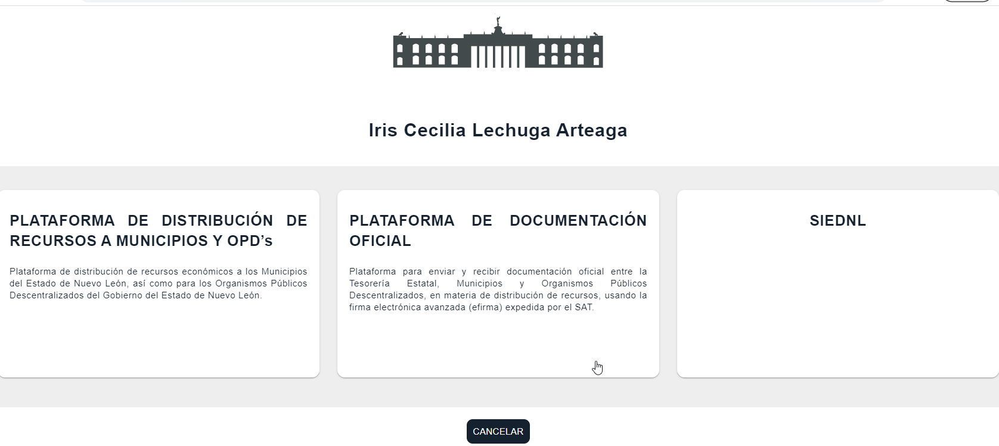 Iris Cecilia Lechuga Arteaga
PLATAFORMA DE DISTRIBUCIÓN DE
RECURSOS A MUNICIPIOS Y OPD’s
Plataforma de distribución de recursos económicos a los Municipios
del Estado de Nuevo León, así como para los Organismos Públicos
Descentralizados del Gobierno del Estado de Nuevo León.
PLATAFORMA DE DOCUMENTACIÓN
OFICIAL
Plataforma para enviar y recibir documentación oficial entre la
Tesorería Estatal, Municipios y Organismos Públicos
Descentralizados, en materia de distribución de recursos, usando la
firma electrónica avanzada (efirma) expedida por el SAT.
SIEDNL
CANCELAR